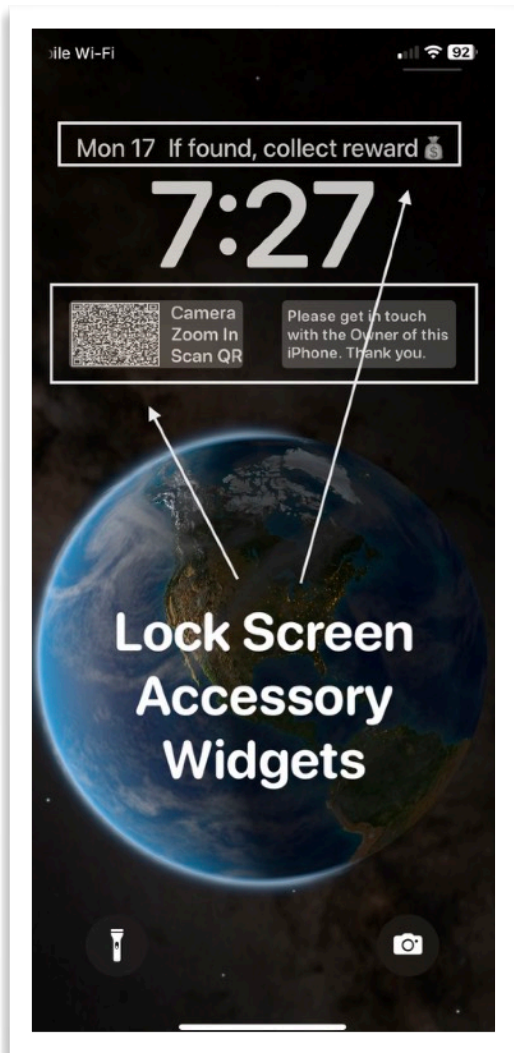 ile Wi-Fi
92
Mon 17 If found, collect reward 💰
7:27
Camera
Zoom In
Scan QR
Please get in touch
with the Owner of this
iPhone. Thank you.
Lock Screen
Accessory
Widgets